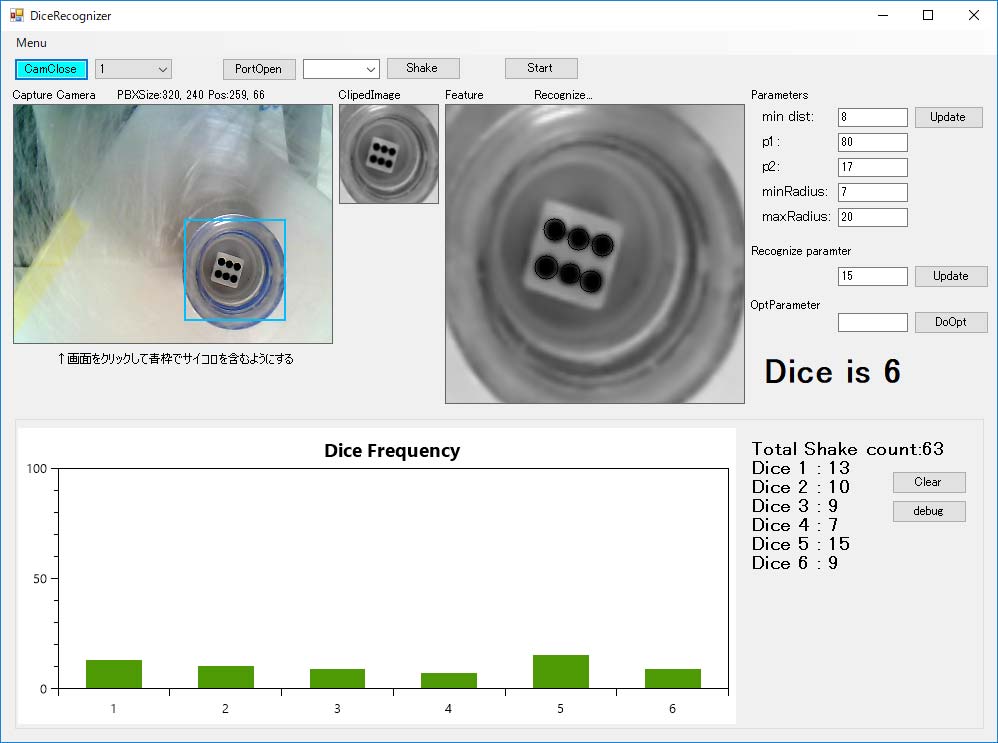 DiceRecognizer
Menu
CamClose 1 PortOpen Shake Start
Capture Camera PBXSize:320, 240 Pos:259, 66 ClipedImage Feature Recognize... Parameters
min dist: 8 Update
p1: 80
p2: 17
minRadius: 7
maxRadius: 20
Recognize paramter
15 Update
OptParameter
DoOpt
↑画面をクリックして青枠でサイコロを含むようにする
Dice is 6
Dice Frequency
100
50
0
1 2 3 4 5 6
Total Shake count:63
Dice 1 : 13
Dice 2 : 10
Dice 3 : 9
Dice 4 : 7
Dice 5 : 15
Dice 6 : 9
Clear
debug